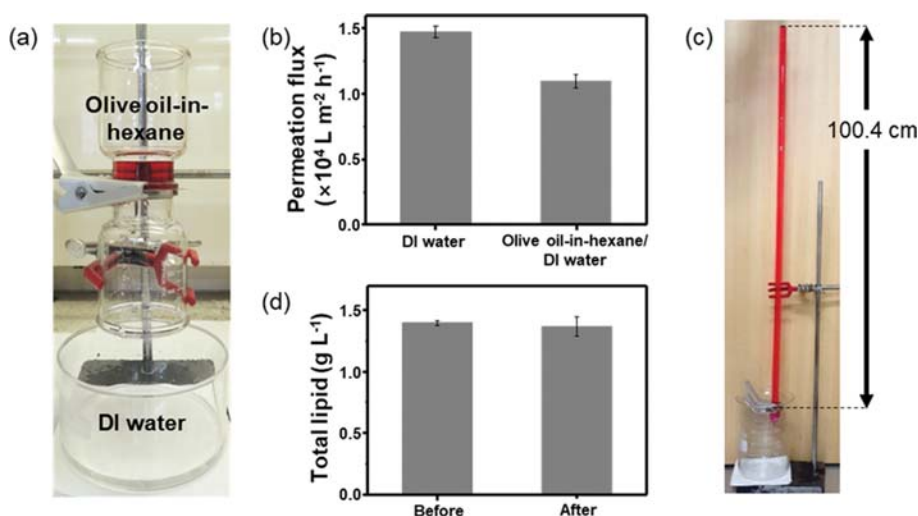 (a)
Olive oil-in-
hexane
DI water
(b)
Permeation flux
(×10⁴ L m⁻² h⁻¹)
1.5
1.0
0.5
0.0
DI water
Olive oil-in-hexane/
DI water
(d)
Total lipid (g L⁻¹)
1.5
1.0
0.5
0.0
Before
After
(c)
100.4 cm